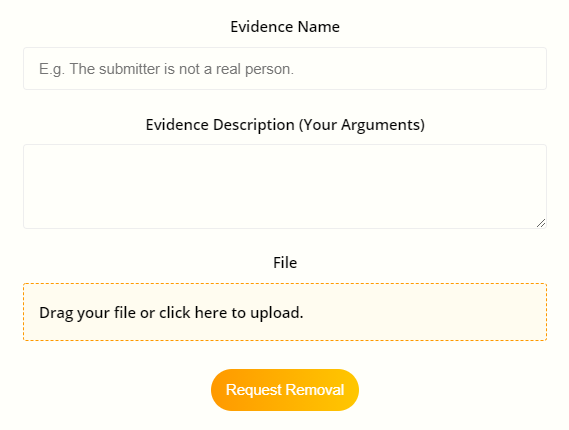 Evidence Name
E.g. The submitter is not a real person.
Evidence Description (Your Arguments)
File
Drag your file or click here to upload.
Request Removal